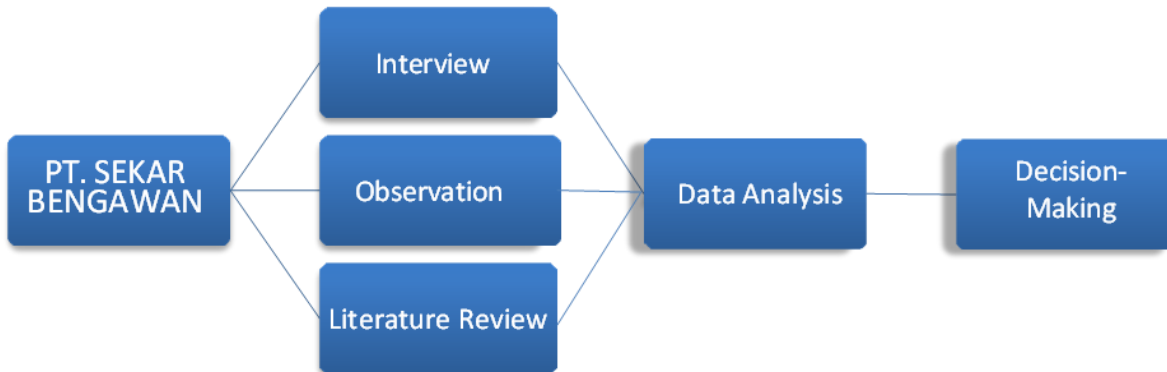 PT. SEKAR
BENGAWAN
Interview
Observation
Literature Review
Data Analysis
Decision-
Making